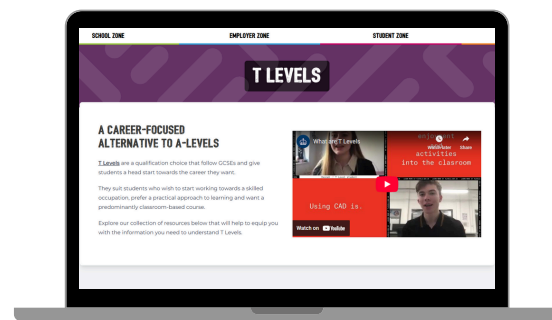 SCHOOL ZONE EMPLOYER ZONE STUDENT ZONE
T LEVELS
A CAREER-FOCUSED
ALTERNATIVE TO A-LEVELS
T Levels are a qualification choice that follow GCSEs and give
students a head start towards the career they want.
They suit students who wish to start working towards a skilled
occupation, prefer a practical approach to learning and want a
predominantly classroom-based course.
Explore our collection of resources below that will help to equip you
with the information you need to understand T Levels.
What are T Levels
Watch later Share
activities
into the clasroom
Using CAD is.
Watch on YouTube